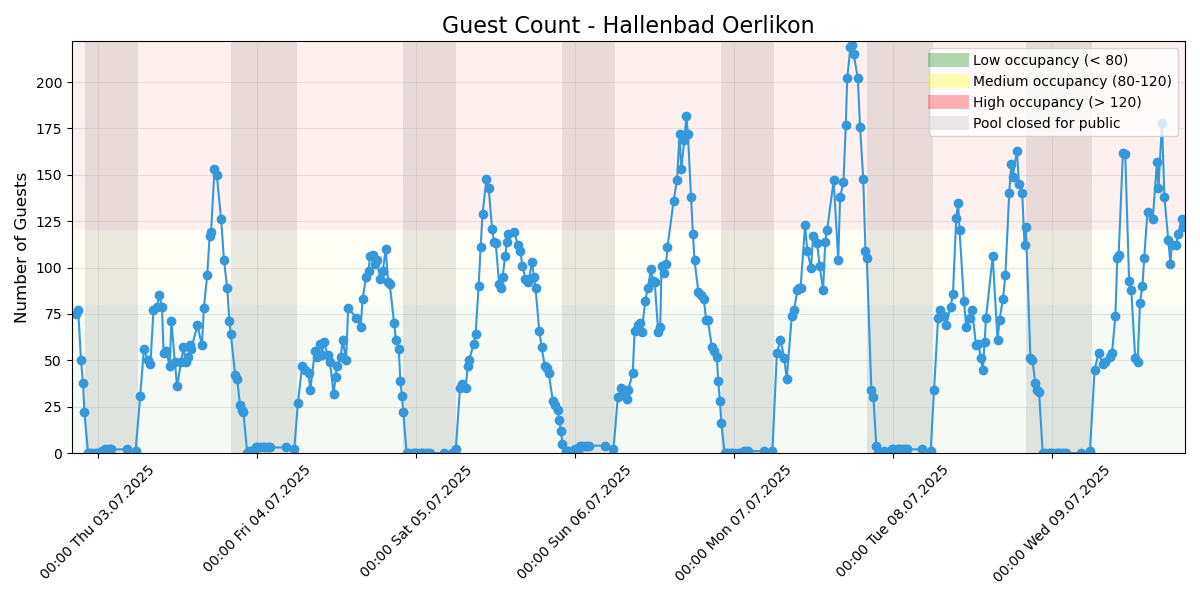 Guest Count - Hallenbad Oerlikon
Number of Guests
200
175
150
125
100
75
50
25
0
Low occupancy (< 80)
Medium occupancy (80-120)
High occupancy (> 120)
Pool closed for public
00:00 Thu 03.07.2025
00:00 Fri 04.07.2025
00:00 Sat 05.07.2025
00:00 Sun 06.07.2025
00:00 Mon 07.07.2025
00:00 Tue 08.07.2025
00:00 Wed 09.07.2025